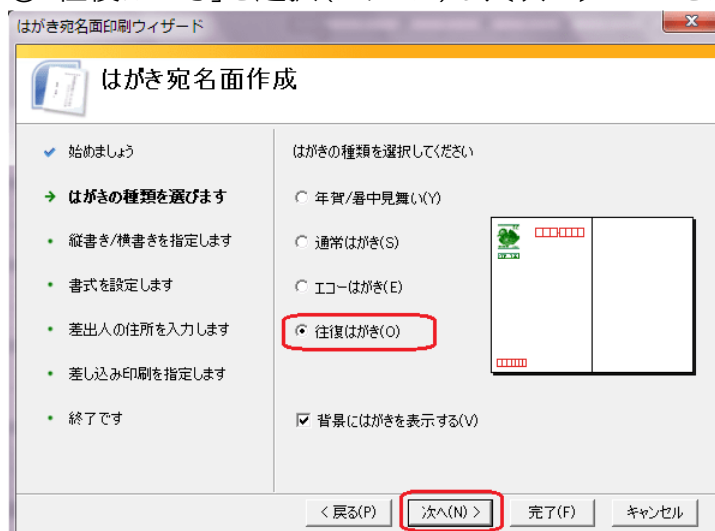 はがき宛名面印刷ウィザード
はがき宛名面作成
始めましょう
はがきの種類を選びます
縦書き/横書きを指定します
書式を設定します
差出人の住所を入力します
差し込み印刷を指定します
終了です
はがきの種類を選択してください
年賀/暑中見舞い(Y)
通常はがき(S)
エコーはがき(E)
往復はがき(O)
背景にはがきを表示する(V)
< 戻る(P)
次へ(N) >
完了(F)
キャンセル